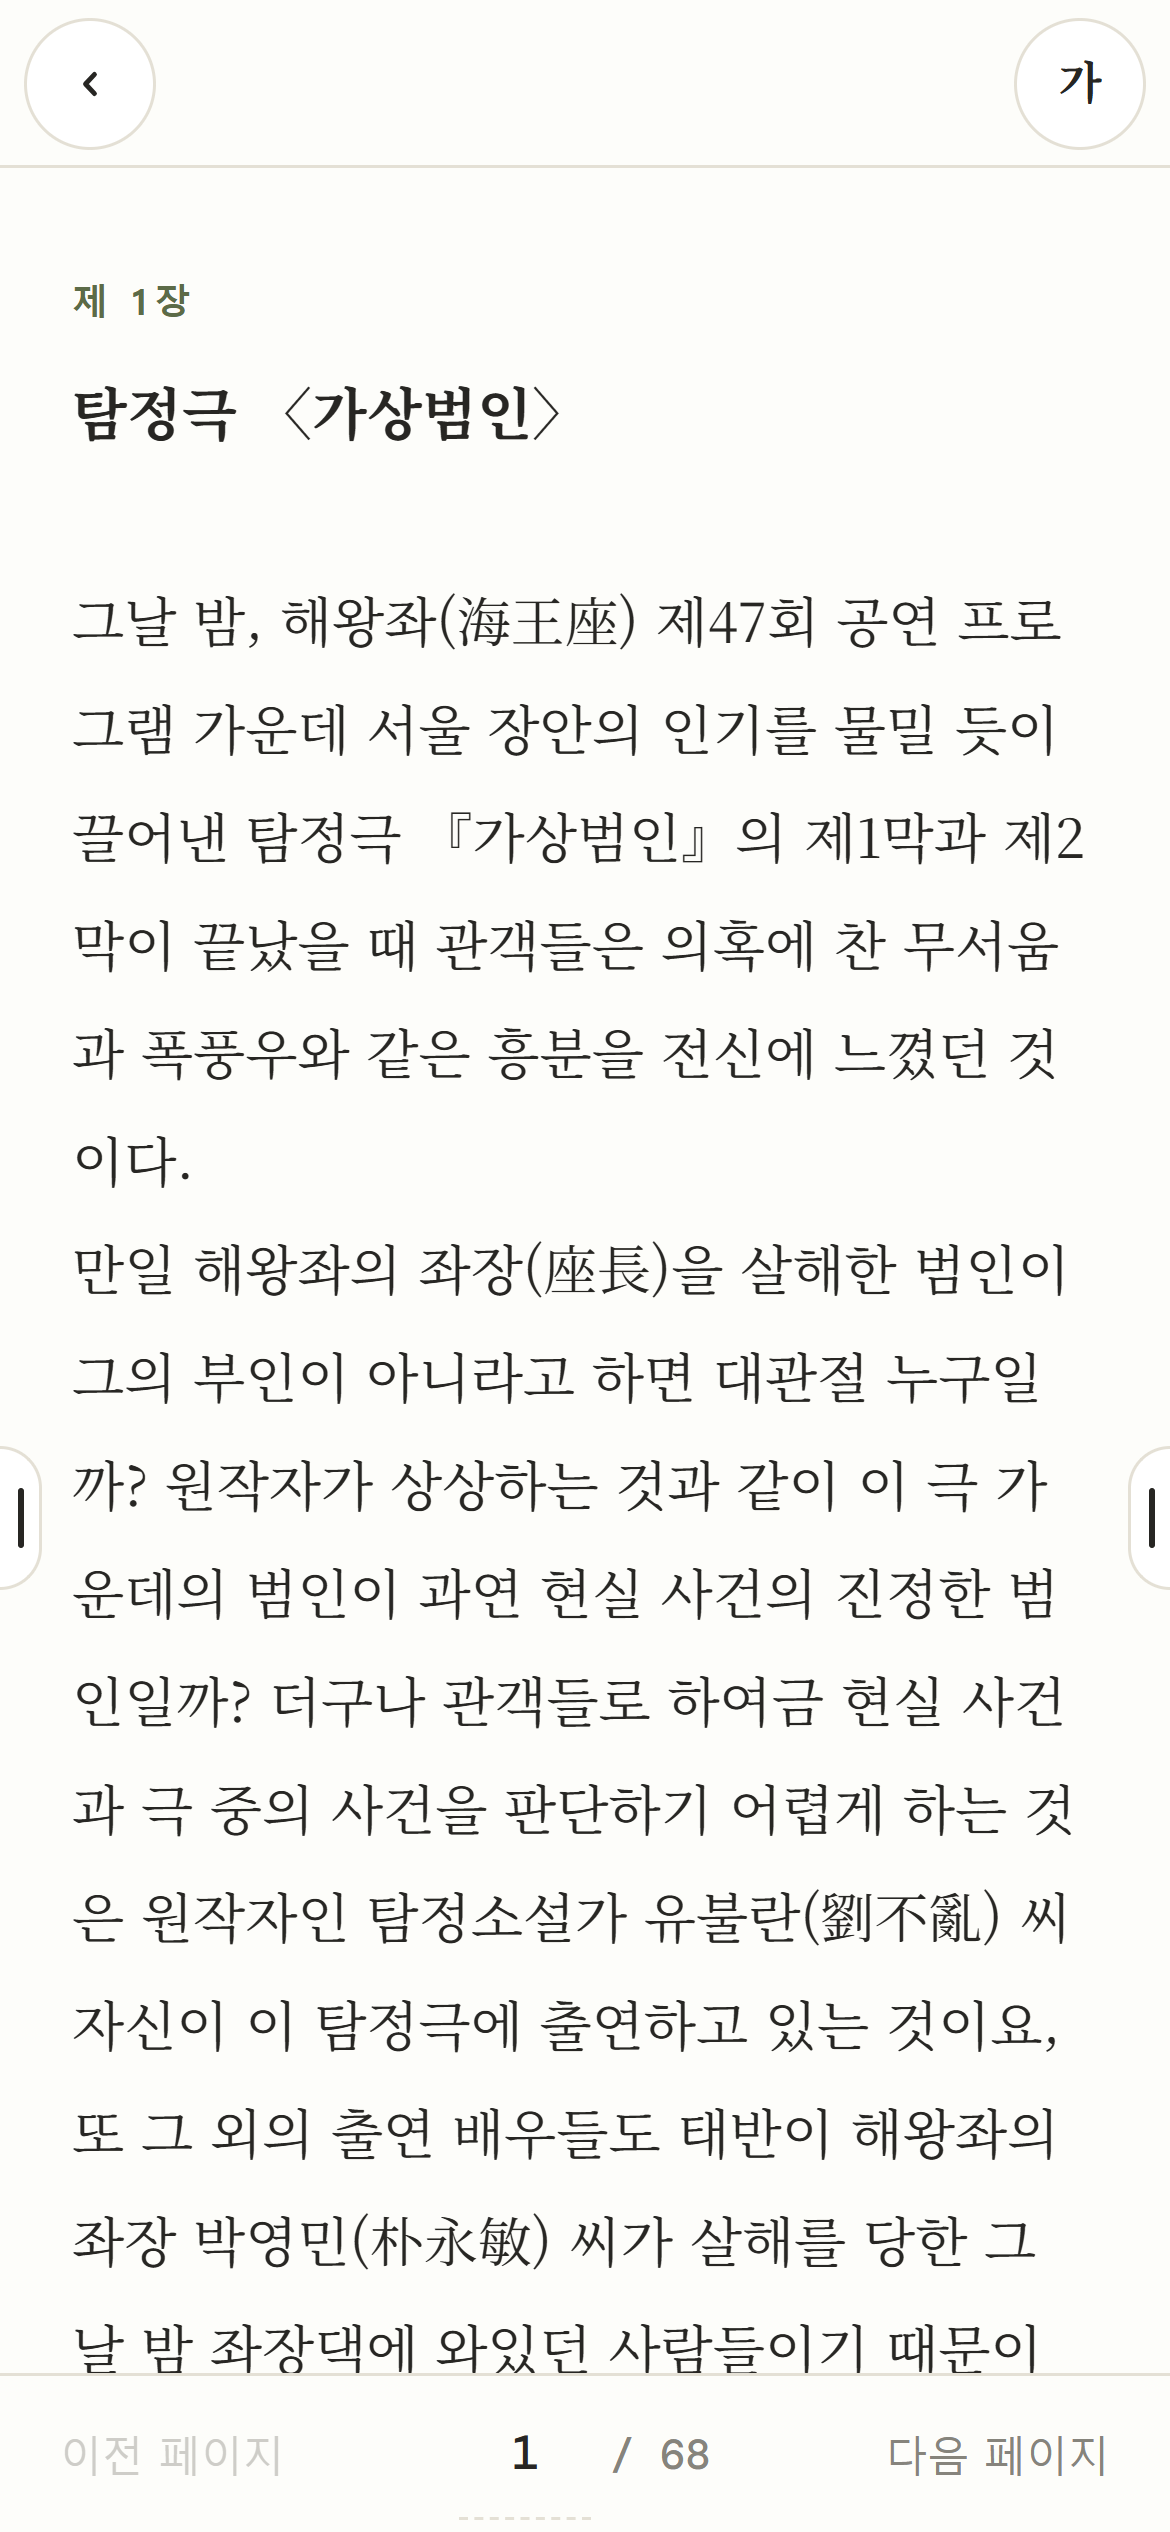 가
제 1장
탐정극 〈가상범인〉
그날 밤, 해왕좌(海王座) 제47회 공연 프로
그램 가운데 서울 장안의 인기를 물밀 듯이
끌어낸 탐정극 『가상범인』의 제1막과 제2
막이 끝났을 때 관객들은 의혹에 찬 무서움
과 폭풍우와 같은 흥분을 전신에 느꼈던 것
이다.
만일 해왕좌의 좌장(座長)을 살해한 범인이
그의 부인이 아니라고 하면 대관절 누구일
까? 원작자가 상상하는 것과 같이 이 극 가
운데의 범인이 과연 현실 사건의 진정한 범
인일까? 더구나 관객들로 하여금 현실 사건
과 극 중의 사건을 판단하기 어렵게 하는 것
은 원작자인 탐정소설가 유불란(劉不亂) 씨
자신이 이 탐정극에 출연하고 있는 것이요,
또 그 외의 출연 배우들도 태반이 해왕좌의
좌장 박영민(朴永敏) 씨가 살해를 당한 그
날 밤 좌장댁에 와있던 사람들이기 때문이
이전 페이지 1 / 68 다음 페이지